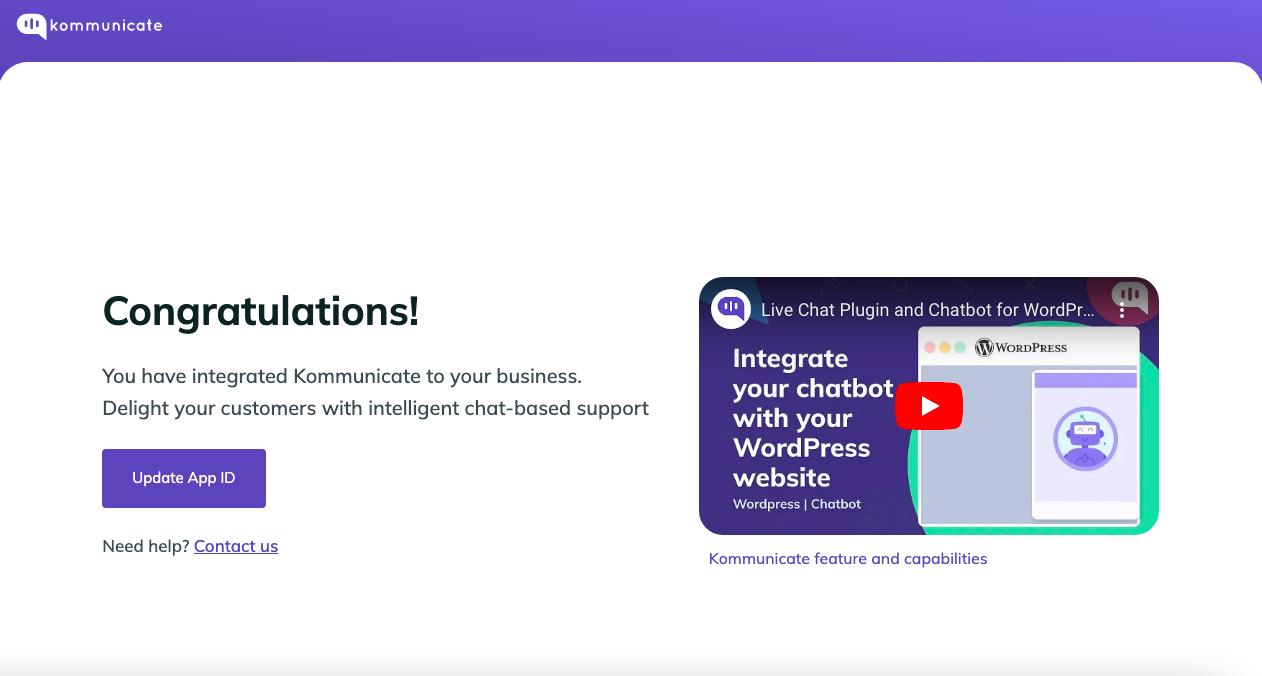 kommunicate
Congratulations!
You have integrated Kommunicate to your business.
Delight your customers with intelligent chat-based support
Update App ID
Need help? Contact us
Live Chat Plugin and Chatbot for WordPr...
Integrate
your chatbot
with your
WordPress
website
Wordpress | Chatbot
WORDPRESS
Kommunicate feature and capabilities